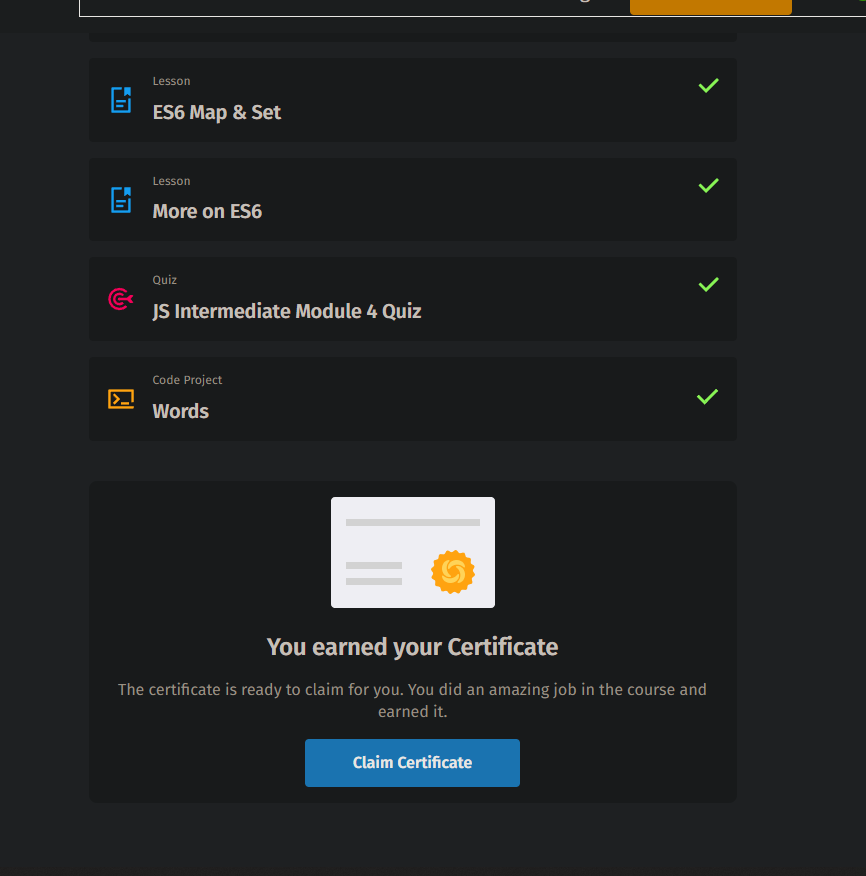 Lesson
ES6 Map & Set
Lesson
More on ES6
Quiz
JS Intermediate Module 4 Quiz
Code Project
Words
You earned your Certificate
The certificate is ready to claim for you. You did an amazing job in the course and
earned it.
Claim Certificate